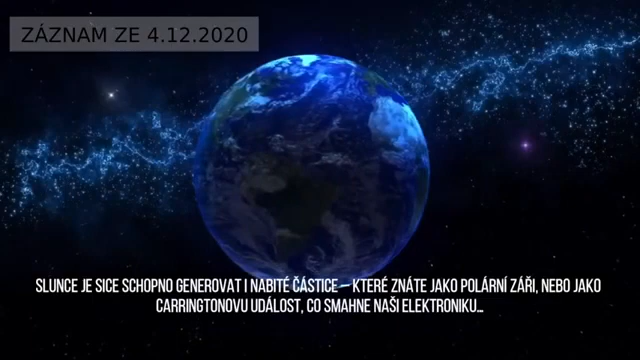 ZÁZNAM ZE 4.12.2020
SLUNCE JE SICE SCHOPNO GENEROVAT I NABITÉ ČÁSTICE – KTERÉ ZNÁTE JAKO POLÁRNÍ ZÁŘI, NEBO JAKO
CARRINGTONOVU UDÁLOST, CO SMAHNE NAŠI ELEKTRONIKU...